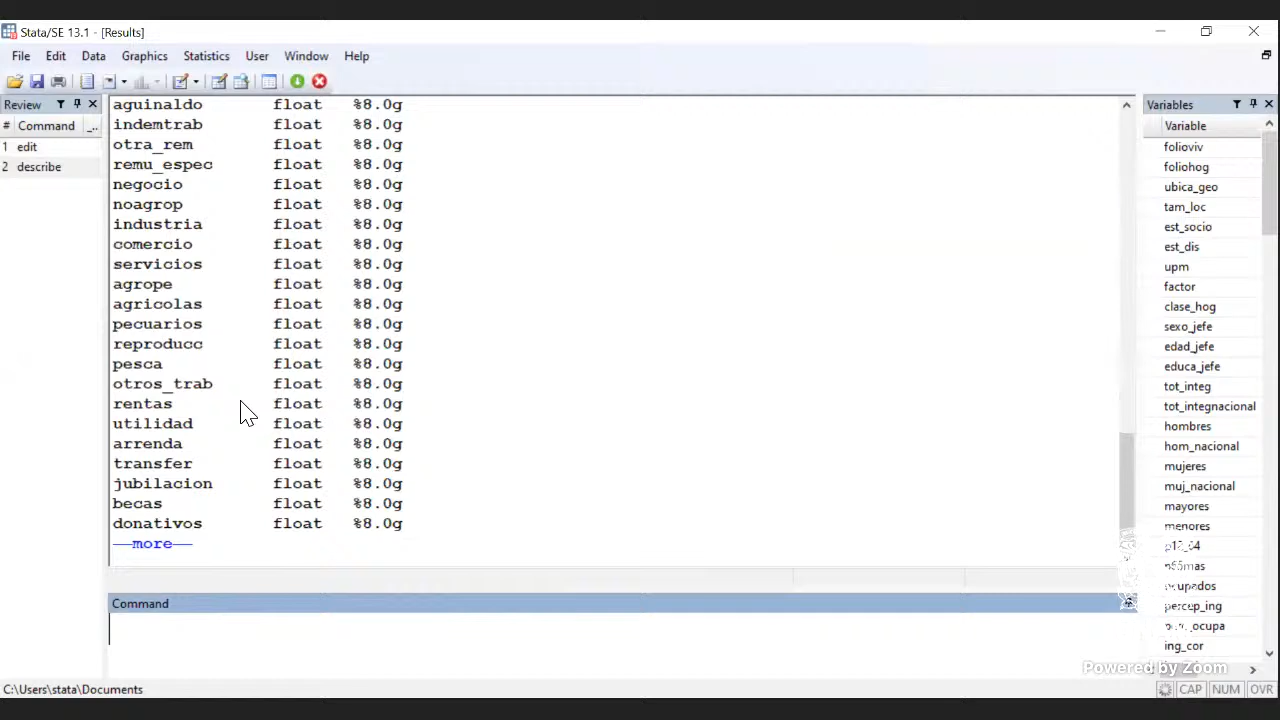 Stata/SE 13.1 - [Results]
File Edit Data Graphics Statistics User Window Help
Review
# Command _..
1 edit
2 describe
aguinaldo float %8.0g
indemtrab float %8.0g
otra_rem float %8.0g
remu_espec float %8.0g
negocio float %8.0g
noagrop float %8.0g
industria float %8.0g
comercio float %8.0g
servicios float %8.0g
agrope float %8.0g
agricolas float %8.0g
pecuarios float %8.0g
reproducc float %8.0g
pesca float %8.0g
otros_trab float %8.0g
rentas float %8.0g
utilidad float %8.0g
arrenda float %8.0g
transfer float %8.0g
jubilacion float %8.0g
becas float %8.0g
donativos float %8.0g
—more—
Command
Variables
Variable
folioviv
foliohog
ubica_geo
tam_loc
est_socio
est_dis
upm
factor
clase_hog
sexo_jefe
edad_jefe
educa_jefe
tot_integ
tot_integnacional
hombres
hom_nacional
mujeres
muj_nacional
mayores
menores
p12_64
ocupados
percep_ing
ing_cor
Powered by Zoom
C:\Users\stata\Documents
CAP NUM OVR